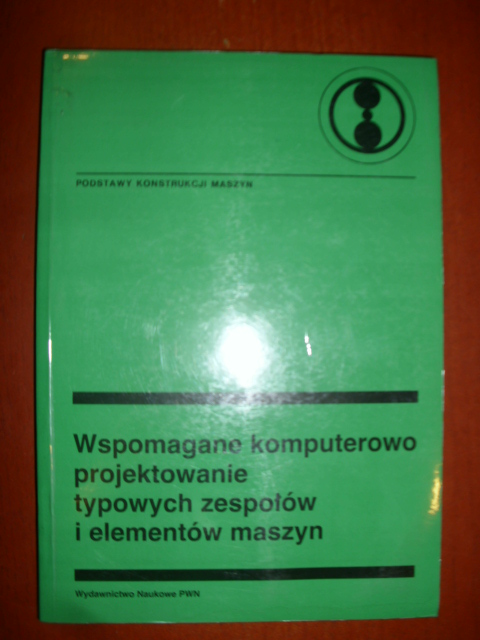 PODSTAWY KONSTRUKCJI MASZYN
Wspomagane komputerowo
projektowanie
typowych zespołów
i elementów maszyn
Wydawnictwo Naukowe PWN